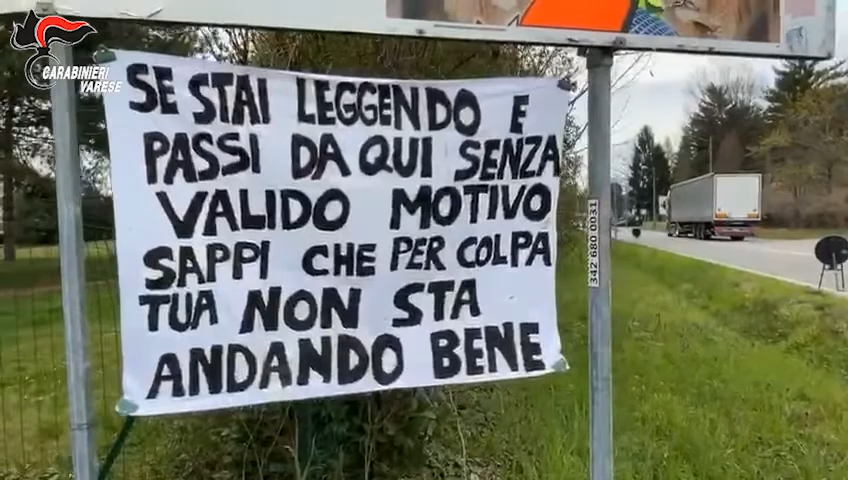 CARABINIERI
VARESE
SE STAI LEGGENDO E
PASSI DA QUI SENZA
VALIDO MOTIVO
SAPPI CHE PER COLPA
TUA NON STA
ANDANDO BENE
342 680 0031